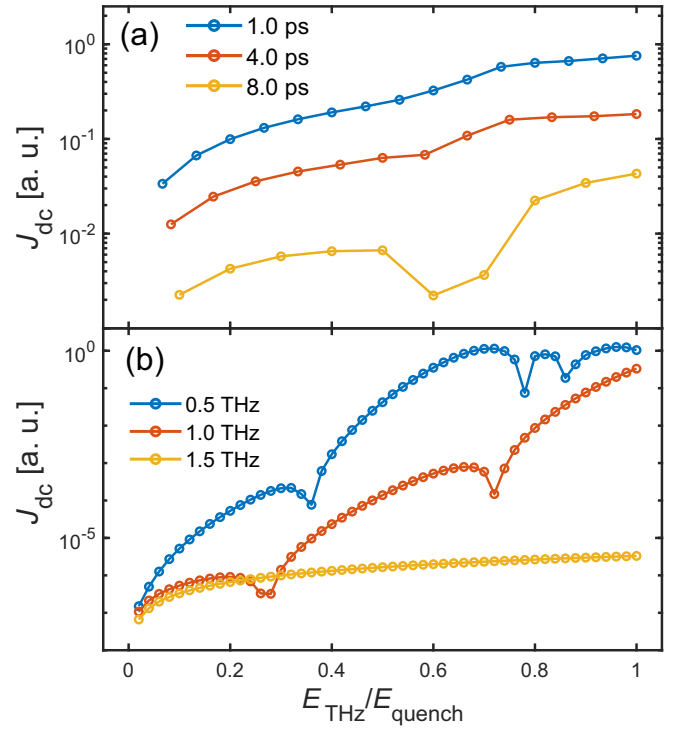 (a)
1.0 ps
4.0 ps
8.0 ps
10^0
10^-1
10^-2
J_dc [a. u.]
(b)
0.5 THz
1.0 THz
1.5 THz
10^0
10^-5
J_dc [a. u.]
0 0.2 0.4 0.6 0.8 1
E_THz/E_quench